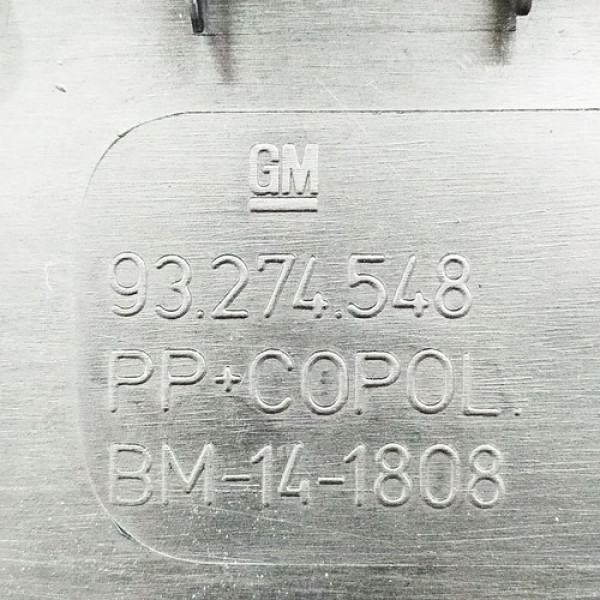 GM
93.274.548
PP+COPOL.
BM-14-1808